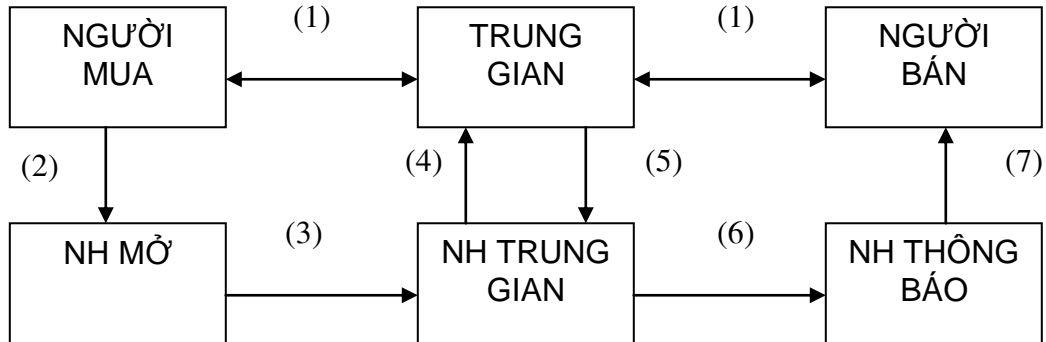 (1) (1)
NGƯỜI
MUA
TRUNG
GIAN
NGƯỜI
BÁN
(2) (4) (5) (7)
(3) (6)
NH MỞ
NH TRUNG
GIAN
NH THÔNG
BÁO